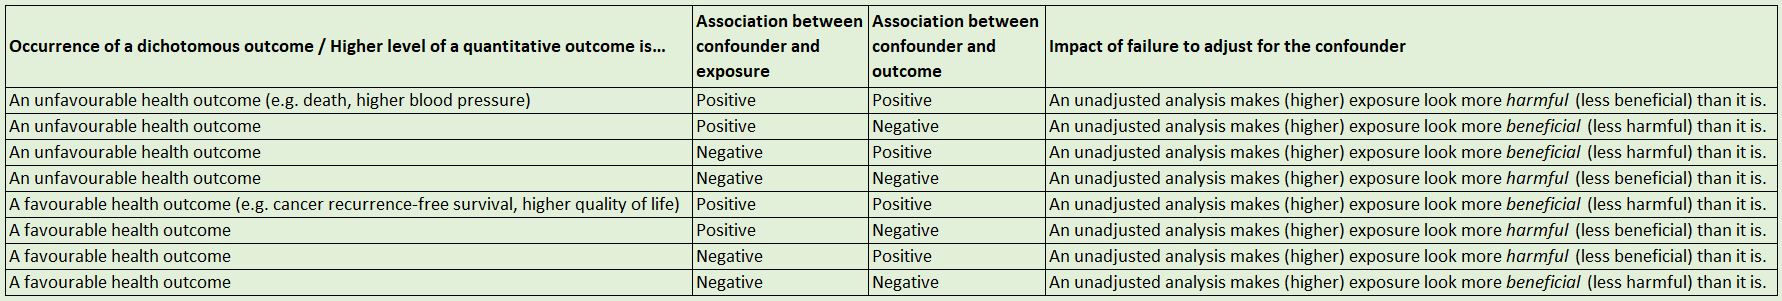 Occurrence of a dichotomous outcome / Higher level of a quantitative outcome is...
Association between confounder and exposure
Association between confounder and outcome
Impact of failure to adjust for the confounder
An unfavourable health outcome (e.g. death, higher blood pressure) Positive Positive An unadjusted analysis makes (higher) exposure look more harmful (less beneficial) than it is.
An unfavourable health outcome Positive Negative An unadjusted analysis makes (higher) exposure look more beneficial (less harmful) than it is.
An unfavourable health outcome Negative Positive An unadjusted analysis makes (higher) exposure look more beneficial (less harmful) than it is.
An unfavourable health outcome Negative Negative An unadjusted analysis makes (higher) exposure look more harmful (less beneficial) than it is.
A favourable health outcome (e.g. cancer recurrence-free survival, higher quality of life) Positive Positive An unadjusted analysis makes (higher) exposure look more beneficial (less harmful) than it is.
A favourable health outcome Positive Negative An unadjusted analysis makes (higher) exposure look more harmful (less beneficial) than it is.
A favourable health outcome Negative Positive An unadjusted analysis makes (higher) exposure look more harmful (less beneficial) than it is.
A favourable health outcome Negative Negative An unadjusted analysis makes (higher) exposure look more beneficial (less harmful) than it is.